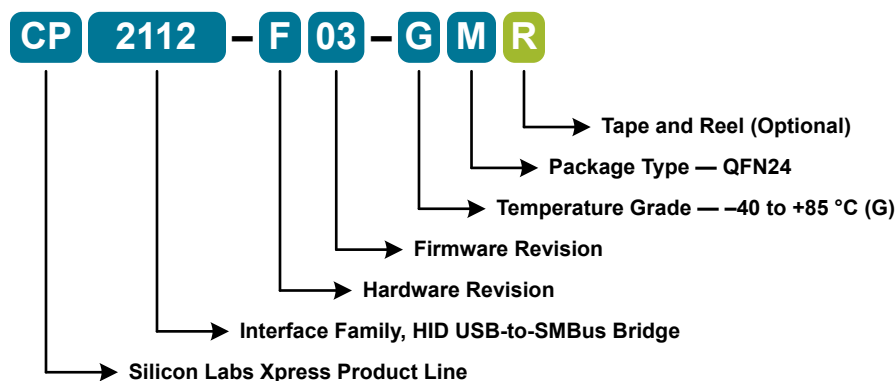 CP 2112 – F 03 – G M R
Tape and Reel (Optional)
Package Type — QFN24
Temperature Grade — –40 to +85 °C (G)
Firmware Revision
Hardware Revision
Interface Family, HID USB-to-SMBus Bridge
Silicon Labs Xpress Product Line